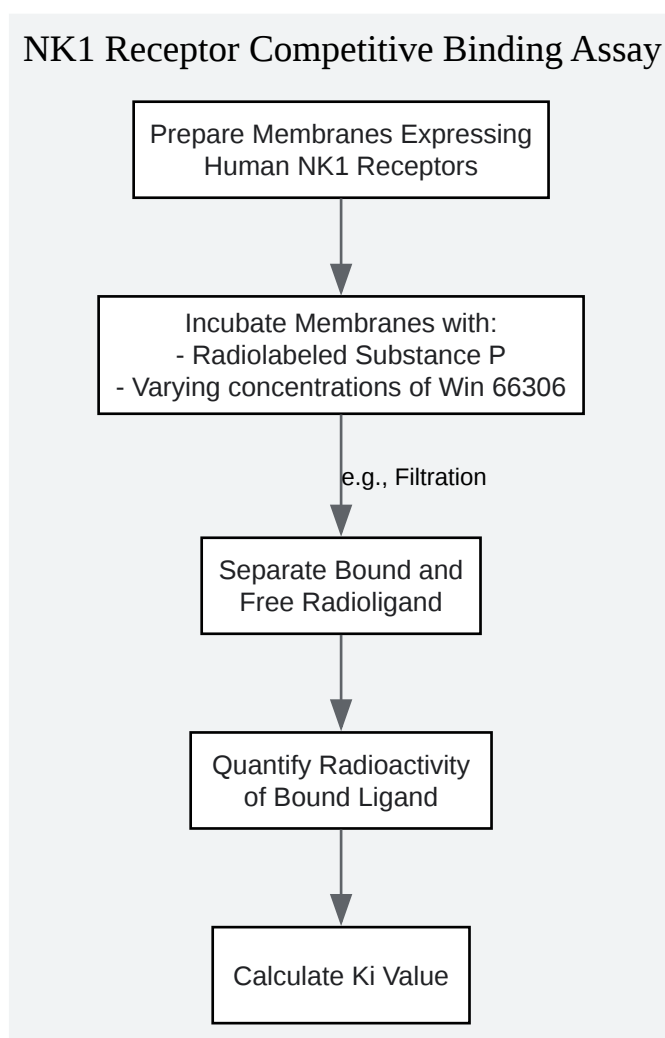 NK1 Receptor Competitive Binding Assay
Prepare Membranes Expressing
Human NK1 Receptors
Incubate Membranes with:
- Radiolabeled Substance P
- Varying concentrations of Win 66306
e.g., Filtration
Separate Bound and
Free Radioligand
Quantify Radioactivity
of Bound Ligand
Calculate Ki Value